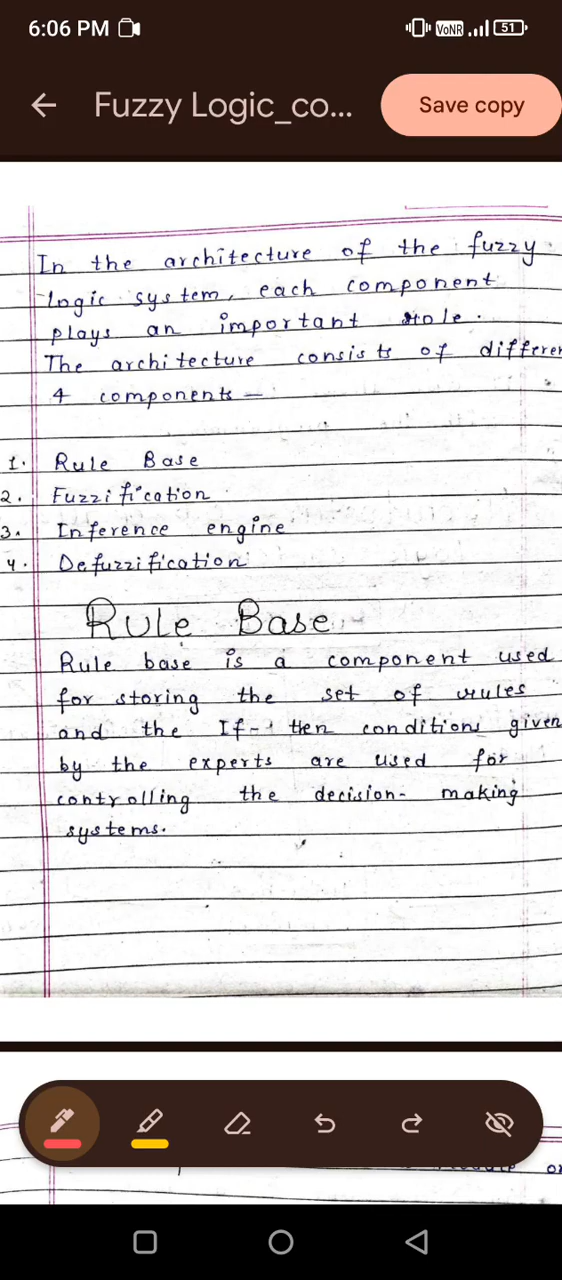 6:06 PM VoNR 51
Fuzzy Logic_co... Save copy
In the architecture of the fuzzy
logic system, each component
plays an important role.
The architecture consists of differen
4 components —
1. Rule Base
2. Fuzzification
3. Inference engine
4. Defuzzification
Rule Base
Rule base is a component used
for storing the set of rules
and the If - then conditions given
by the experts are used for
controlling the decision- making
systems.